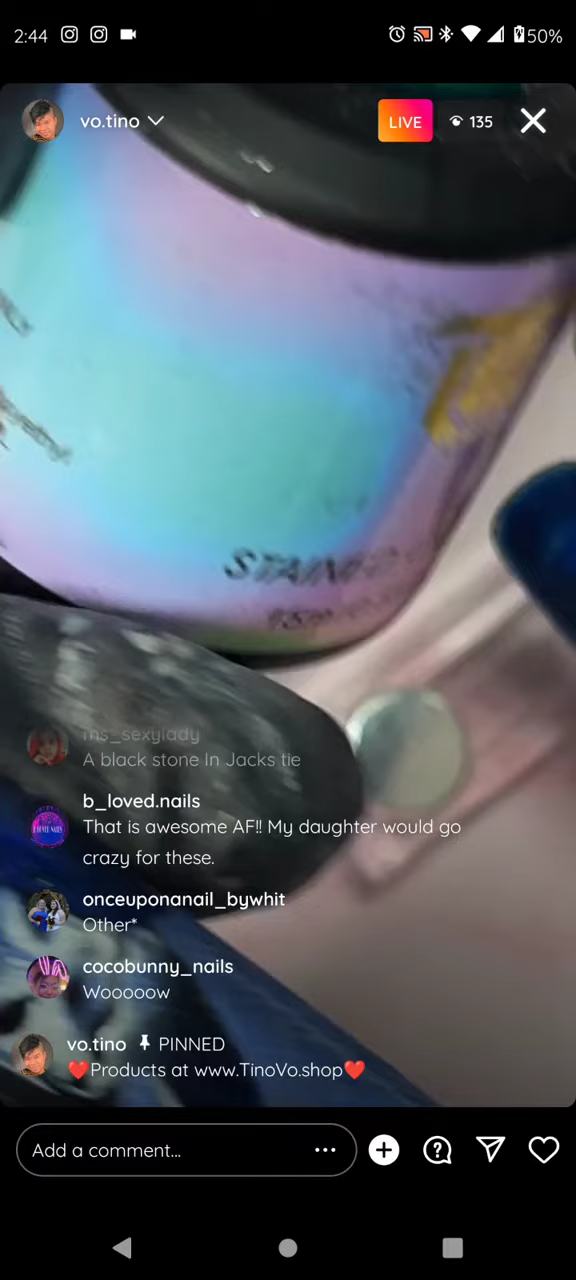 2:44
50%
vo.tino
LIVE
135
ms_sexylady
A black stone In Jacks tie
b_loved.nails
That is awesome AF!! My daughter would go
crazy for these.
onceuponanail_bywhit
Other*
cocobunny_nails
Wooooow
vo.tino PINNED
❤️Products at www.TinoVo.shop❤️
Add a comment...